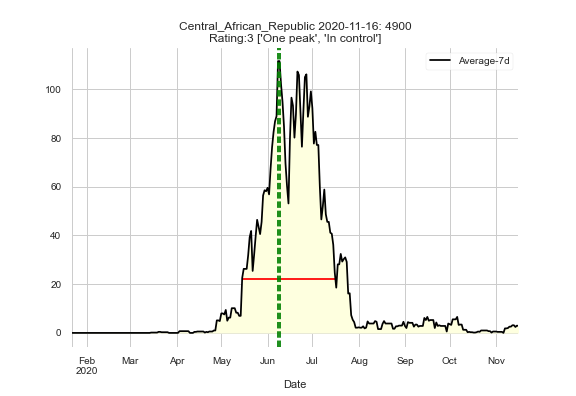 Central_African_Republic 2020-11-16: 4900
Rating:3 ['One peak', 'In control']
Average-7d
100
80
60
40
20
0
Feb Mar Apr May Jun Jul Aug Sep Oct Nov
2020
Date